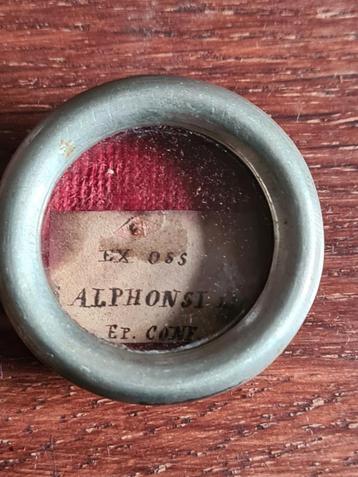 EX OSS
ALPHONSI
EP. CONF